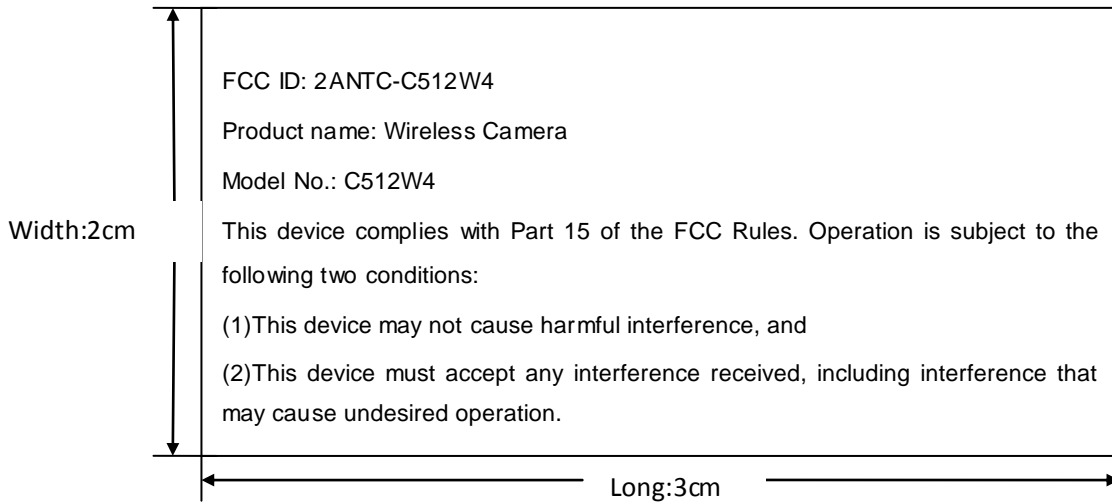 FCC ID: 2ANTC-C512W4
Product name: Wireless Camera
Model No.: C512W4
Width:2cm
This device complies with Part 15 of the FCC Rules. Operation is subject to the
following two conditions:
(1)This device may not cause harmful interference, and
(2)This device must accept any interference received, including interference that
may cause undesired operation.
Long:3cm